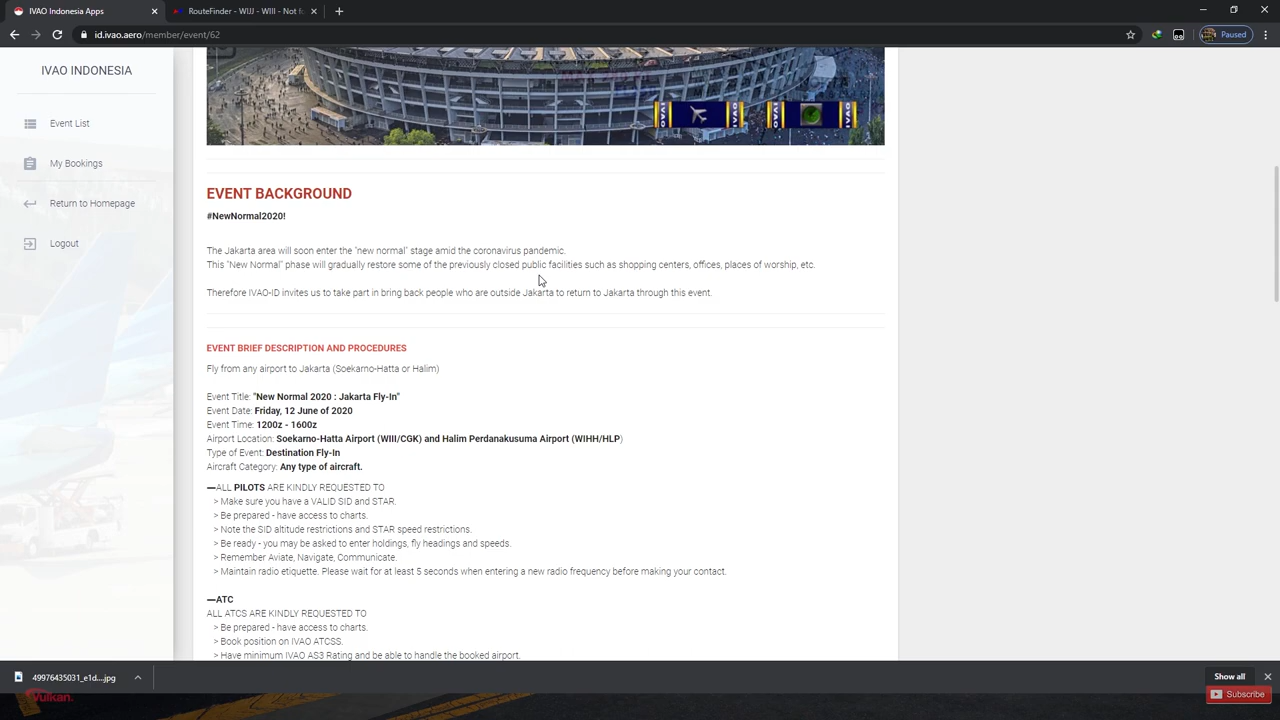 IVAO Indonesia Apps
RouteFinder - WIJJ - Not fo
id.ivao.aero/member/event/62
Paused
IVAO INDONESIA
Event List
My Bookings
Return to Homepage
Logout
IVAO IVAO IVAO IVAO
EVENT BACKGROUND
#NewNormal2020!
The Jakarta area will soon enter the "new normal" stage amid the coronavirus pandemic.
This "New Normal" phase will gradually restore some of the previously closed public facilities such as shopping centers, offices, places of worship, etc.
Therefore IVAO-ID invites us to take part in bring back people who are outside Jakarta to return to Jakarta through this event.
EVENT BRIEF DESCRIPTION AND PROCEDURES
Fly from any airport to Jakarta (Soekarno-Hatta or Halim)
Event Title: "New Normal 2020 : Jakarta Fly-In"
Event Date: Friday, 12 June of 2020
Event Time: 1200z - 1600z
Airport Location: Soekarno-Hatta Airport (WIII/CGK) and Halim Perdanakusuma Airport (WIHH/HLP)
Type of Event: Destination Fly-In
Aircraft Category: Any type of aircraft.
—ALL PILOTS ARE KINDLY REQUESTED TO
> Make sure you have a VALID SID and STAR.
> Be prepared - have access to charts.
> Note the SID altitude restrictions and STAR speed restrictions.
> Be ready - you may be asked to enter holdings, fly headings and speeds.
> Remember Aviate, Navigate, Communicate.
> Maintain radio etiquette. Please wait for at least 5 seconds when entering a new radio frequency before making your contact.
—ATC
ALL ATCS ARE KINDLY REQUESTED TO
> Be prepared - have access to charts.
> Book position on IVAO ATCSS.
> Have minimum IVAO AS3 Rating and be able to handle the booked airport.
49976435031_e1d....jpg
Show all
Vulkan.
Subscribe